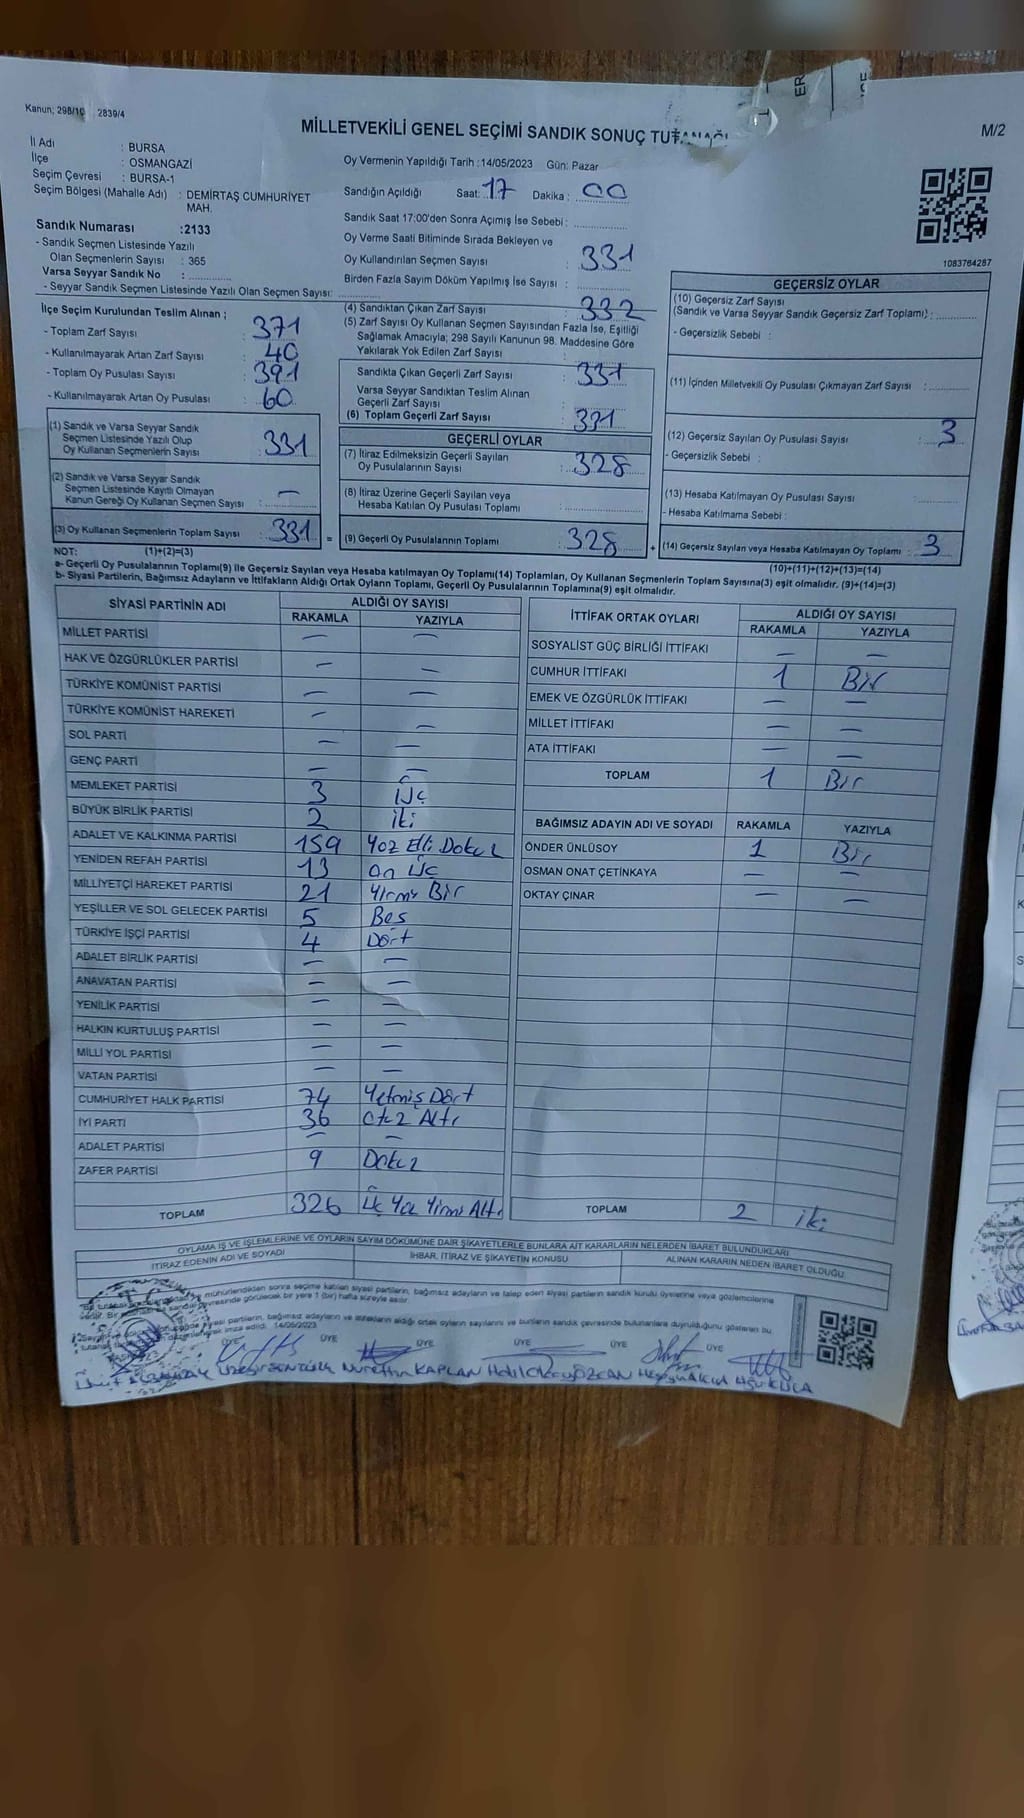 Kanun; 298/10 2839/4
MİLLETVEKİLİ GENEL SEÇİMİ SANDIK SONUÇ TUTANAĞI
M/2
İl Adı : BURSA
İlçe : OSMANGAZİ
Seçim Çevresi : BURSA-1
Seçim Bölgesi (Mahalle Adı) : DEMİRTAŞ CUMHURİYET MAH.
Sandık Numarası :2133
- Sandık Seçmen Listesinde Yazılı
Olan Seçmenlerin Sayısı : 365
Varsa Seyyar Sandık No :
- Seyyar Sandık Seçmen Listesinde Yazılı Olan Seçmen Sayısı:
Oy Vermenin Yapıldığı Tarih :14/05/2023 Gün: Pazar
Sandığın Açıldığı Saat: 17 Dakika : 00
Sandık Saat 17:00'den Sonra Açımış İse Sebebi :
Oy Verme Saati Bitiminde Sırada Bekleyen ve
Oy Kullandırılan Seçmen Sayısı : 331
Birden Fazla Sayım Döküm Yapılmış İse Sayısı :
1083764287
İlçe Seçim Kurulundan Teslim Alınan ;
- Toplam Zarf Sayısı : 371
- Kullanılmayarak Artan Zarf Sayısı : 40
- Toplam Oy Pusulası Sayısı : 391
- Kullanılmayarak Artan Oy Pusulası : 60
(1) Sandık ve Varsa Seyyar Sandık
Seçmen Listesinde Yazılı Olup
Oy Kullanan Seçmenlerin Sayısı : 331
(2) Sandık ve Varsa Seyyar Sandık
Seçmen Listesinde Kayıtlı Olmayan
Kanun Gereği Oy Kullanan Seçmen Sayısı : —
(3) Oy Kullanan Seçmenlerin Toplam Sayısı : 331 =
(4) Sandıktan Çıkan Zarf Sayısı : 332
(5) Zarf Sayısı Oy Kullanan Seçmen Sayısından Fazla İse, Eşitliği
Sağlamak Amacıyla; 298 Sayılı Kanunun 98. Maddesine Göre
Yakılarak Yok Edilen Zarf Sayısı :
Sandıkta Çıkan Geçerli Zarf Sayısı : 331
Varsa Seyyar Sandıktan Teslim Alınan
Geçerli Zarf Sayısı :
(6) Toplam Geçerli Zarf Sayısı : 331
GEÇERLİ OYLAR
(7) İtiraz Edilmeksizin Geçerli Sayılan
Oy Pusulalarının Sayısı : 328
(8) İtiraz Üzerine Geçerli Sayılan veya
Hesaba Katılan Oy Pusulası Toplamı :
(9) Geçerli Oy Pusulalarının Toplamı : 328 +
GEÇERSİZ OYLAR
(10) Geçersiz Zarf Sayısı
(Sandık ve Varsa Seyyar Sandık Geçersiz Zarf Toplamı) :
- Geçersizlik Sebebi :
(11) İçinden Milletvekili Oy Pusulası Çıkmayan Zarf Sayısı :
(12) Geçersiz Sayılan Oy Pusulası Sayısı : 3
- Geçersizlik Sebebi :
(13) Hesaba Katılmayan Oy Pusulası Sayısı :
- Hesaba Katılmama Sebebi :
(14) Geçersiz Sayılan veya Hesaba Katılmayan Oy Toplamı : 3
NOT: (1)+(2)=(3)
(10)+(11)+(12)+(13)=(14)
a- Geçerli Oy Pusulalarının Toplamı(9) ile Geçersiz Sayılan veya Hesaba katılmayan Oy Toplamı(14) Toplamları, Oy Kullanan Seçmenlerin Toplam Sayısına(3) eşit olmalıdır. (9)+(14)=(3)
b- Siyasi Partilerin, Bağımsız Adayların ve İttifakların Aldığı Ortak Oyların Toplamı, Geçerli Oy Pusulalarının Toplamına(9) eşit olmalıdır.
SİYASİ PARTİNİN ADI ALDIĞI OY SAYISI
RAKAMLA YAZIYLA
MİLLET PARTİSİ — —
HAK VE ÖZGÜRLÜKLER PARTİSİ — —
TÜRKİYE KOMÜNİST PARTİSİ — —
TÜRKİYE KOMÜNİST HAREKETİ —
SOL PARTİ — —
GENÇ PARTİ — —
MEMLEKET PARTİSİ 3 Üç
BÜYÜK BİRLİK PARTİSİ 2 iki
ADALET VE KALKINMA PARTİSİ 159 Yüz Elli Dokuz
YENİDEN REFAH PARTİSİ 13 On Üç
MİLLİYETÇİ HAREKET PARTİSİ 21 Yirmi Bir
YEŞİLLER VE SOL GELECEK PARTİSİ 5 Beş
TÜRKİYE İŞÇİ PARTİSİ 4 Dört
ADALET BİRLİK PARTİSİ — —
ANAVATAN PARTİSİ — —
YENİLİK PARTİSİ — —
HALKIN KURTULUŞ PARTİSİ — —
MİLLİ YOL PARTİSİ — —
VATAN PARTİSİ — —
CUMHURİYET HALK PARTİSİ 74 Yetmiş Dört
İYİ PARTİ 36 Otuz Altı
ADALET PARTİSİ — —
ZAFER PARTİSİ 9 Dokuz
TOPLAM 326 Üç Yüz Yirmi Altı
İTTİFAK ORTAK OYLARI ALDIĞI OY SAYISI
RAKAMLA YAZIYLA
SOSYALİST GÜÇ BİRLİĞİ İTTİFAKI — —
CUMHUR İTTİFAKI 1 Bir
EMEK VE ÖZGÜRLÜK İTTİFAKI — —
MİLLET İTTİFAKI — —
ATA İTTİFAKI — —
TOPLAM 1 Bir
BAĞIMSIZ ADAYIN ADI VE SOYADI RAKAMLA YAZIYLA
ÖNDER ÜNLÜSOY 1 Bir
OSMAN ONAT ÇETİNKAYA — —
OKTAY ÇINAR — —
TOPLAM 2 iki
OYLAMA İŞ VE İŞLEMLERİNE VE OYLARIN SAYIM DÖKÜMÜNE DAİR ŞİKAYETLERLE BUNLARA AİT KARARLARIN NELERDEN İBARET BULUNDUKLARI
İTİRAZ EDENİN ADI VE SOYADI İHBAR, İTİRAZ VE ŞİKAYETİN KONUSU ALINAN KARARIN NEDEN İBARET OLDUĞU
mühürlendikten sonra seçime katılan siyasi partilerin, bağımsız adayların ve talep eden siyasi partilerin sandık kurulu üyelerine veya gözlemcilerine
çevresinde görülecek bir yere 1 (bir) hafta süreyle asılır.
siyasi partilerin, bağımsız adayların ve ittifakların aldığı ortak oyların sayılarını ve bunların sandık çevresinde bulunanlara duyrulduğunu gösteren bu
imza edildi. 14/05/2023
ÜYE ÜYE ÜYE ÜYE ÜYE ÜYE
Nurettin KAPLAN